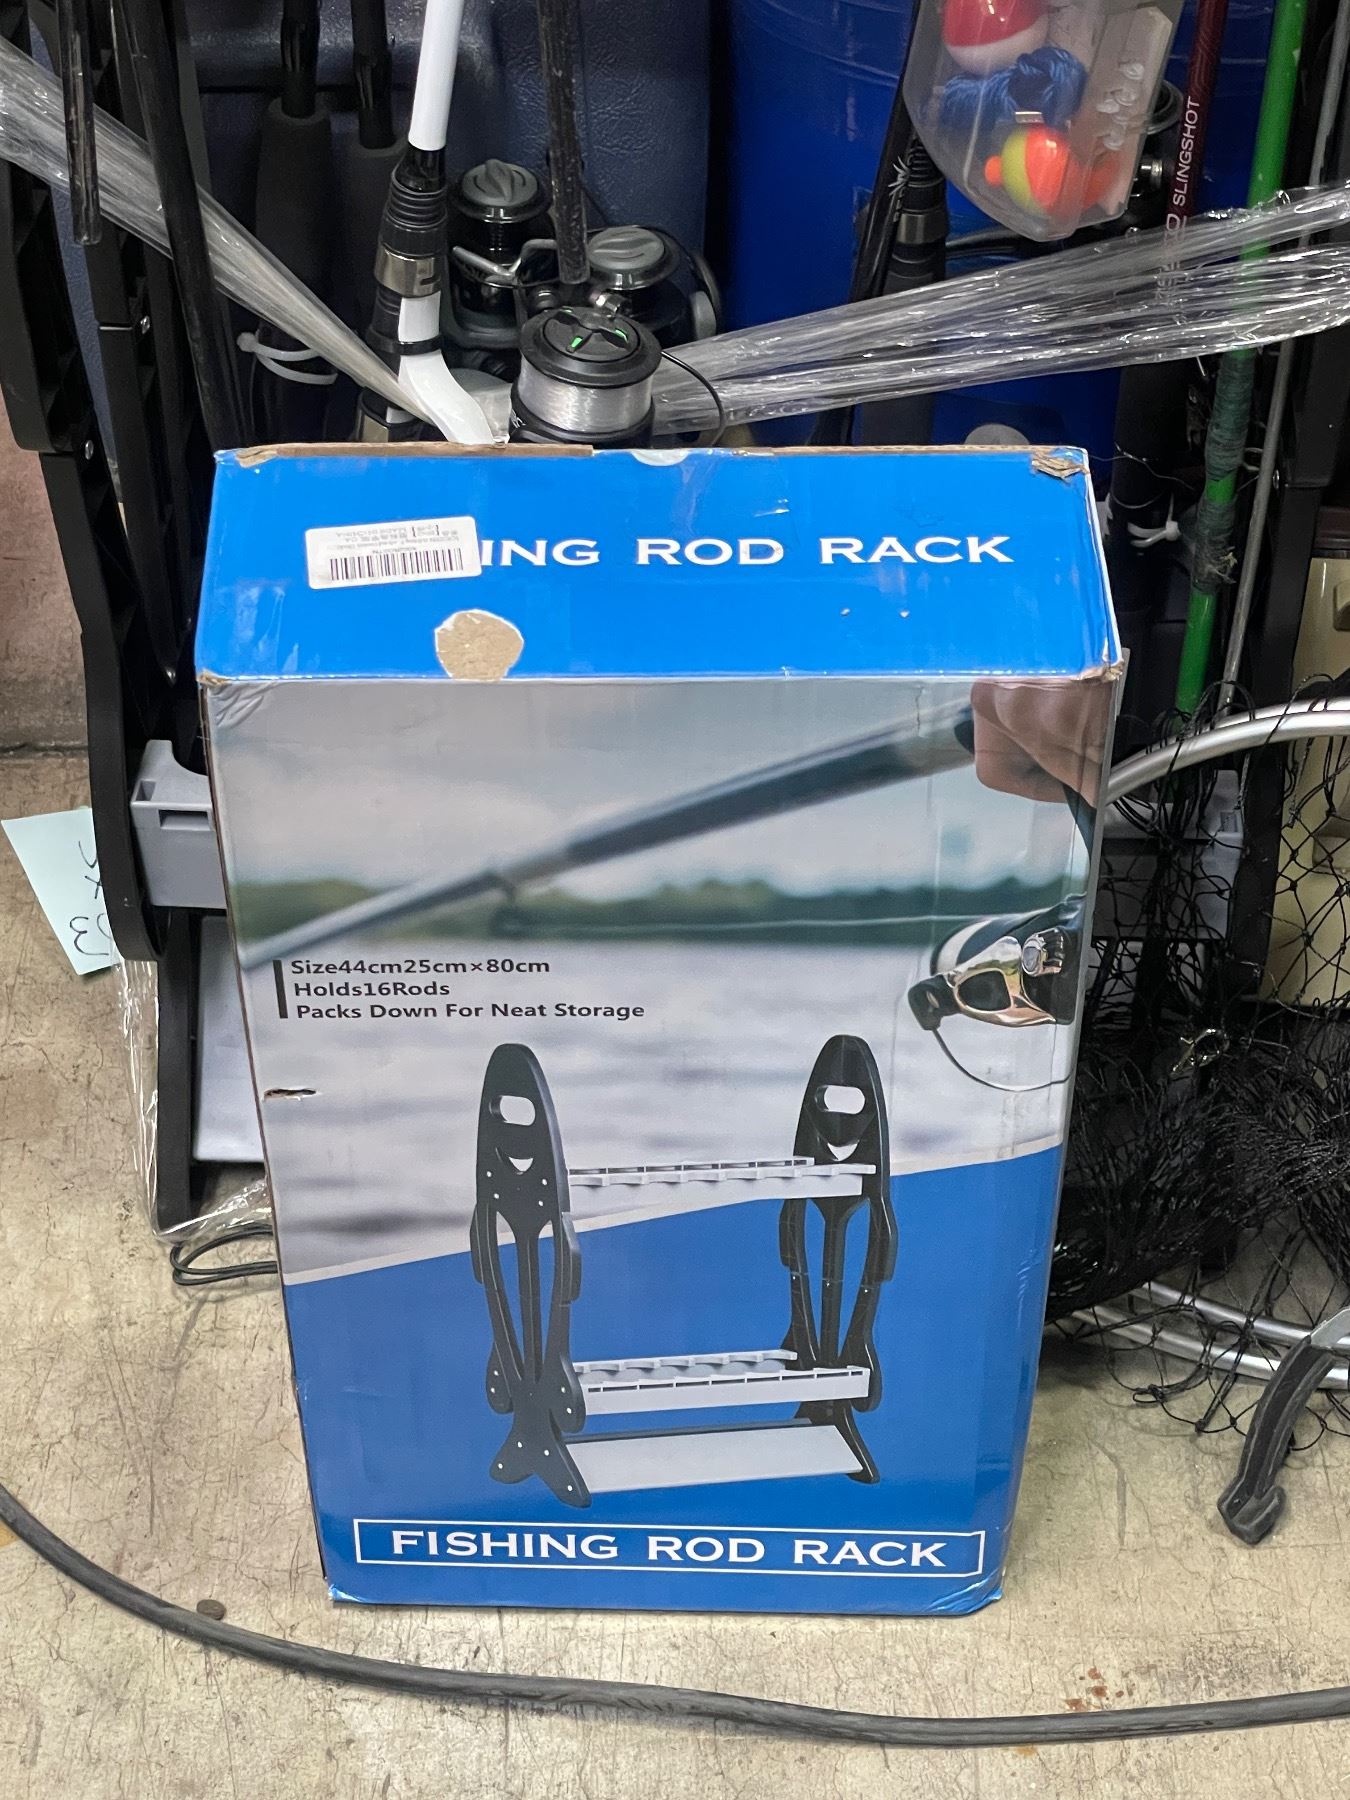 SLINGSHOT
ING ROD RACK
Size44cm25cm×80cm
Holds16Rods
Packs Down For Neat Storage
FISHING ROD RACK